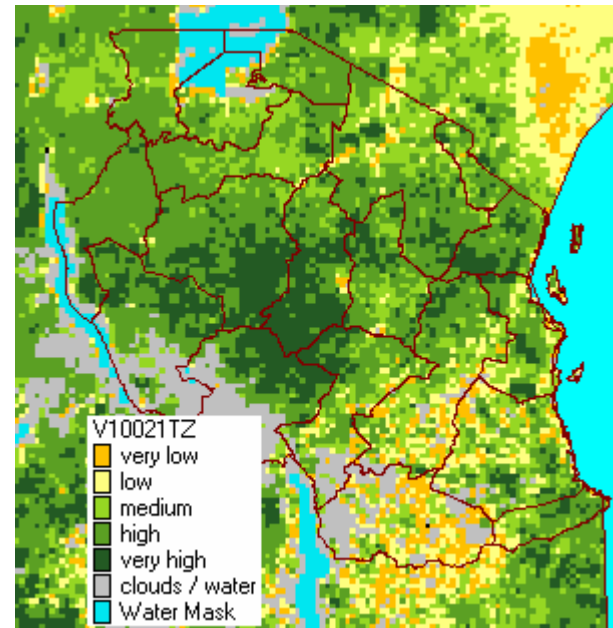 V10021TZ
very low
low
medium
high
very high
clouds / water
Water Mask